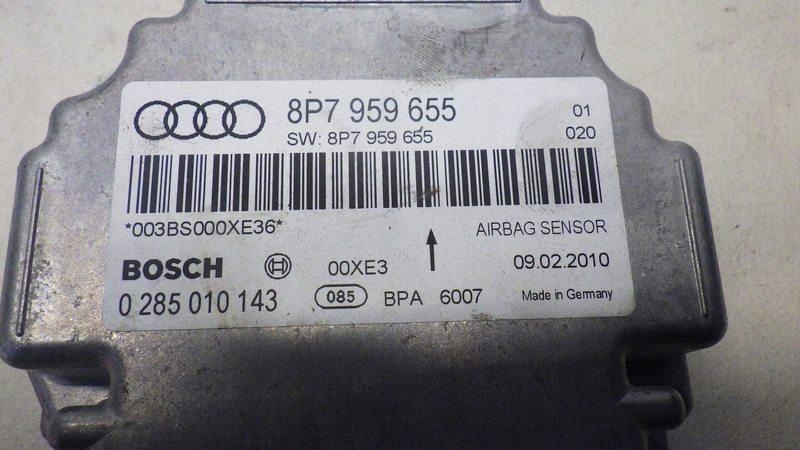 8P7 959 655 01
SW: 8P7 959 655 020
*003BS000XE36* AIRBAG SENSOR
BOSCH 00XE3 09.02.2010
0 285 010 143 085 BPA 6007 Made in Germany